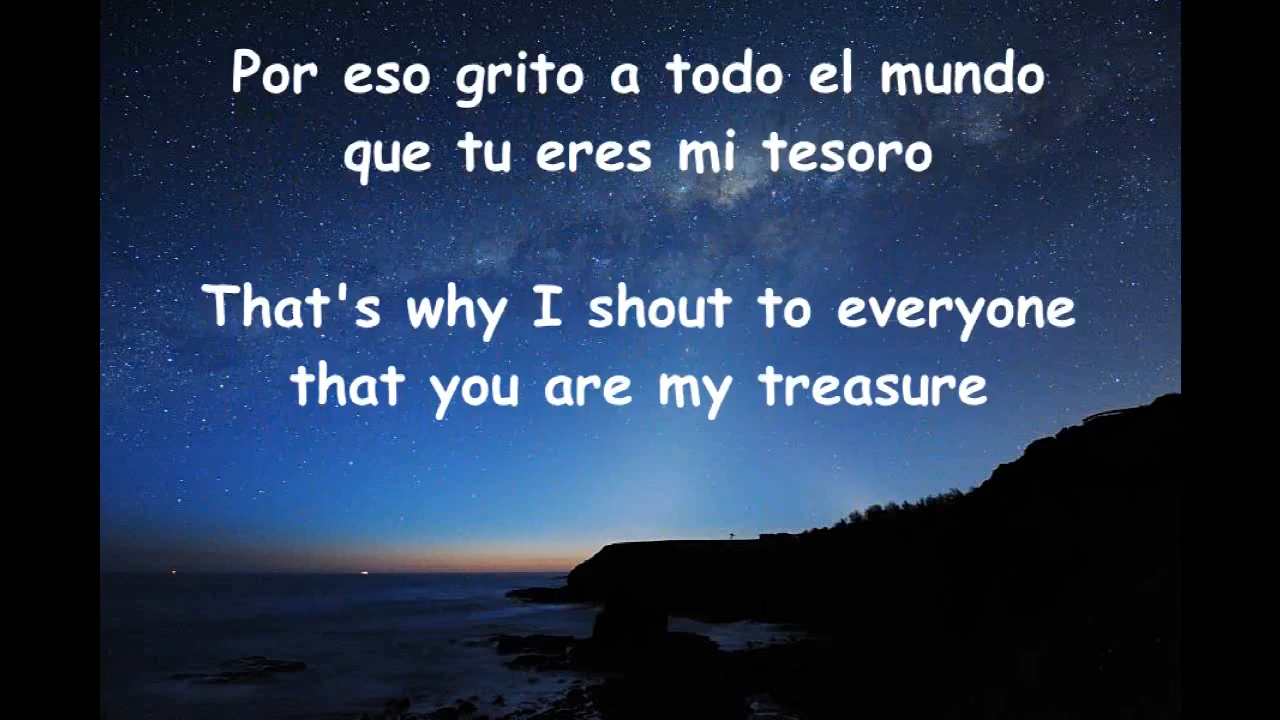 Por eso grito a todo el mundo
que tu eres mi tesoro
That's why I shout to everyone
that you are my treasure